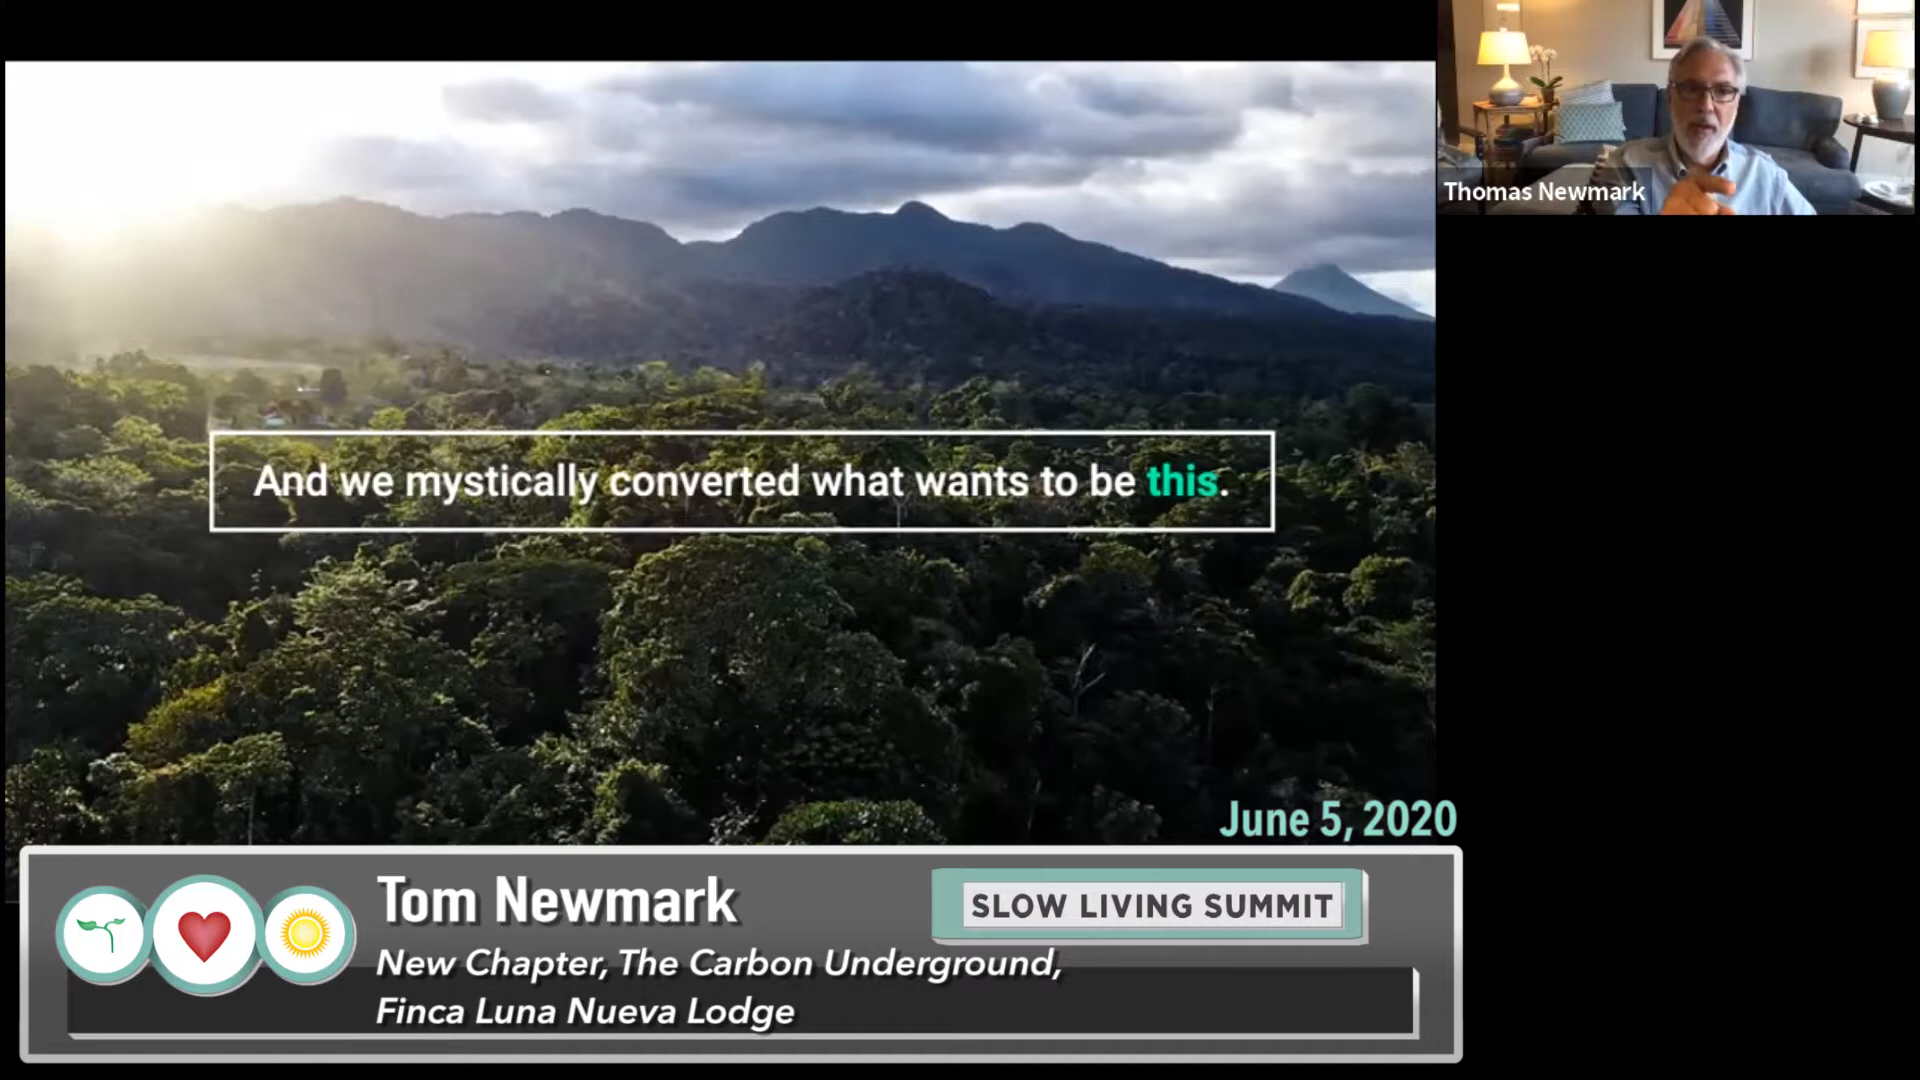 Thomas Newmark
And we mystically converted what wants to be this.
June 5, 2020
Tom Newmark
SLOW LIVING SUMMIT
New Chapter, The Carbon Underground,
Finca Luna Nueva Lodge